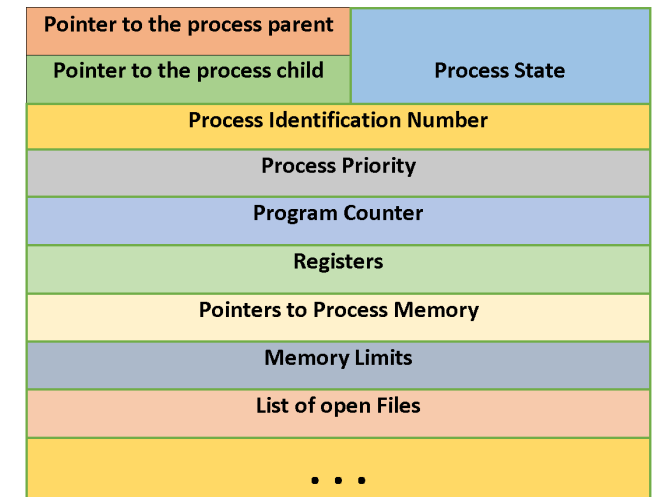 Pointer to the process parent
Pointer to the process child
Process State
Process Identification Number
Process Priority
Program Counter
Registers
Pointers to Process Memory
Memory Limits
List of open Files
. . .